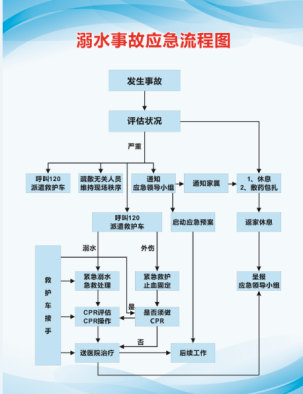 溺水事故应急流程图
发生事故
评估状况
严重
呼叫120
派遣救护车
疏散无关人员
维持现场秩序
通知
应急领导小组
通知家属
1、休息
2、敷药包扎
呼叫120
派遣救护车
启动应急预案
返家休息
溺水
外伤
救护车接手
紧急溺水
急救处理
紧急救护
止血固定
呈报
应急领导小组
是
CPR评估
CPR操作
是否须做
CPR
否
送医院治疗
后续工作